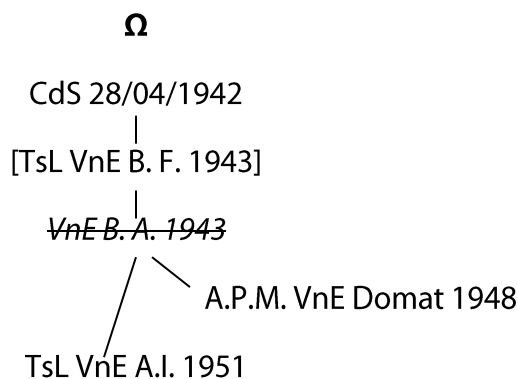 Ω
CdS 28/04/1942
[TsL VnE B. F. 1943]
VnE B. A. 1943
A.P.M. VnE Domat 1948
TsL VnE A.I. 1951